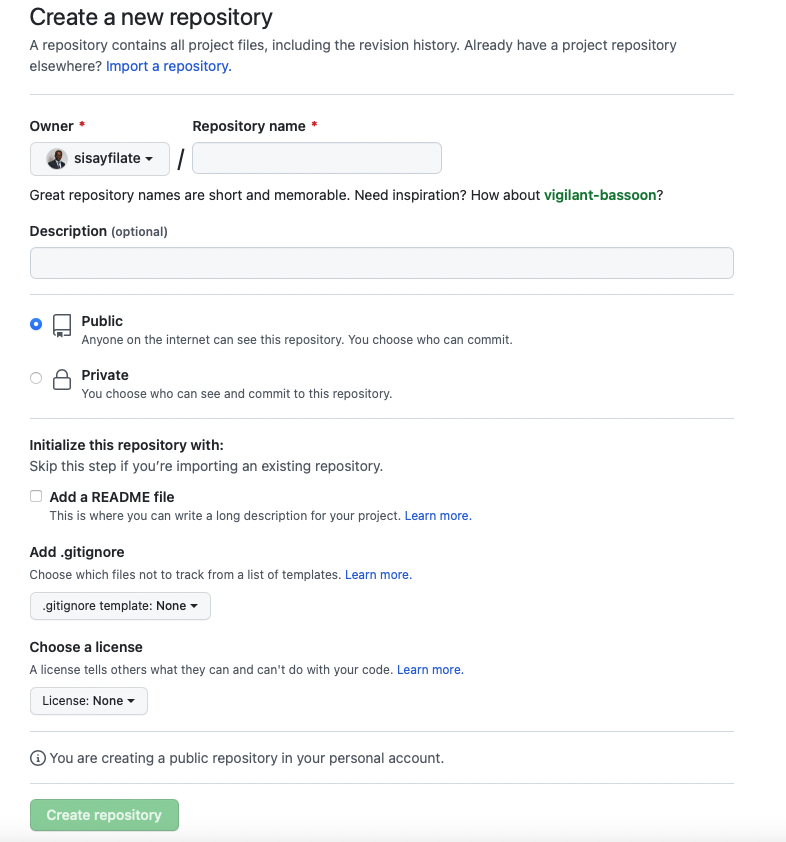 Create a new repository
A repository contains all project files, including the revision history. Already have a project repository
elsewhere? Import a repository.
Owner * Repository name *
sisayfilate /
Great repository names are short and memorable. Need inspiration? How about vigilant-bassoon?
Description (optional)
Public
Anyone on the internet can see this repository. You choose who can commit.
Private
You choose who can see and commit to this repository.
Initialize this repository with:
Skip this step if you’re importing an existing repository.
Add a README file
This is where you can write a long description for your project. Learn more.
Add .gitignore
Choose which files not to track from a list of templates. Learn more.
.gitignore template: None
Choose a license
A license tells others what they can and can't do with your code. Learn more.
License: None
You are creating a public repository in your personal account.
Create repository